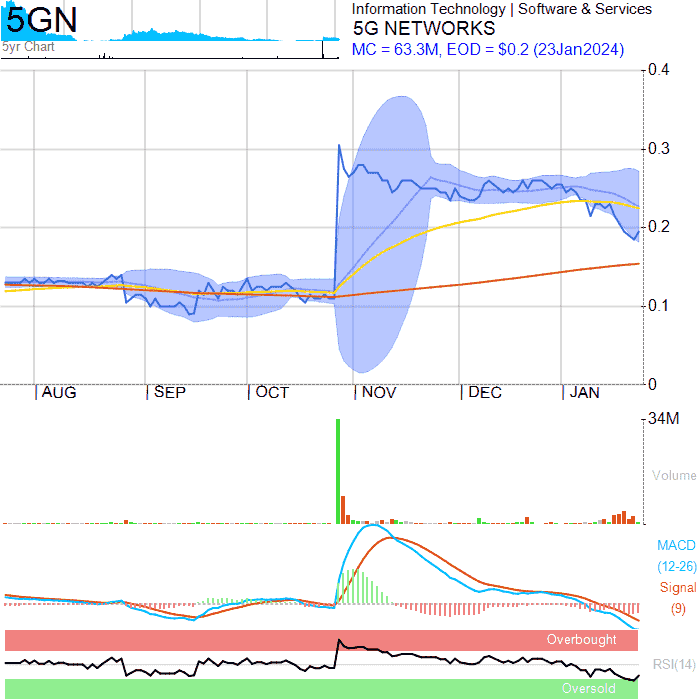 5GN
5yr Chart
Information Technology | Software & Services
5G NETWORKS
MC = 63.3M, EOD = $0.2 (23Jan2024)
0.4
0.3
0.2
0.1
0
| AUG | SEP | OCT | NOV | DEC | JAN
34M
Volume
MACD
(12-26)
Signal
(9)
Overbought
RSI(14)
Oversold